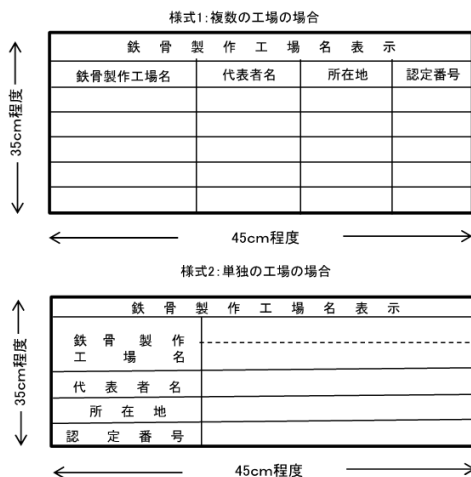 様式1:複数の工場の場合
鉄骨製作工場名表示
鉄骨製作工場名 代表者名 所在地 認定番号
35cm程度
45cm程度
様式2:単独の工場の場合
鉄骨製作工場名表示
鉄骨製作
工場名
代表者名
所在地
認定番号
35cm程度
45cm程度